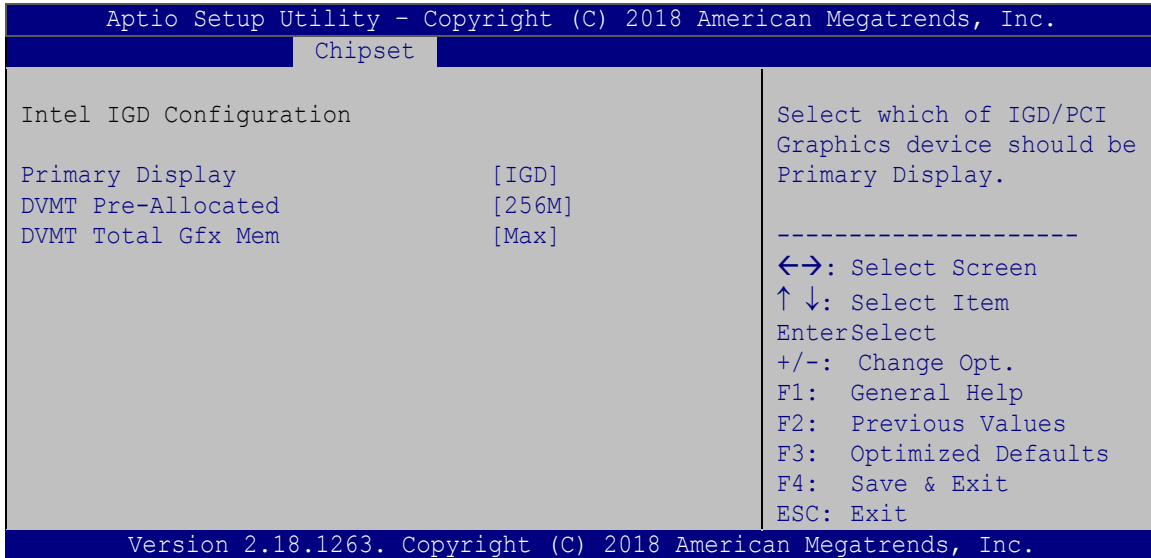 Aptio Setup Utility – Copyright (C) 2018 American Megatrends, Inc.
Chipset
Intel IGD Configuration
Primary Display [IGD]
DVMT Pre-Allocated [256M]
DVMT Total Gfx Mem [Max]
Select which of IGD/PCI
Graphics device should be
Primary Display.
---------------------
←→: Select Screen
↑ ↓: Select Item
EnterSelect
+/-: Change Opt.
F1: General Help
F2: Previous Values
F3: Optimized Defaults
F4: Save & Exit
ESC: Exit
Version 2.18.1263. Copyright (C) 2018 American Megatrends, Inc.